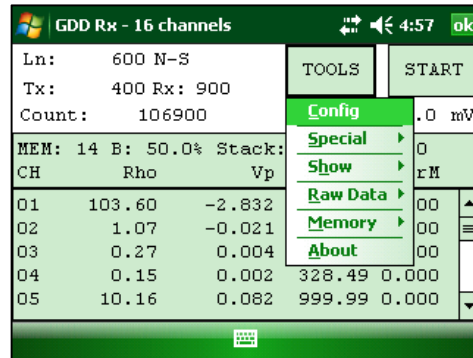 GDD Rx - 16 channels 4:57 ok
Ln: 600 N-S TOOLS START
Tx: 400 Rx: 900
Count: 106900 .0 mV
Config
Special
Show
Raw Data
Memory
About
MEM: 14 B: 50.0% Stack: 0
CH Rho Vp rM
01 103.60 -2.832 00
02 1.07 -0.021 00
03 0.27 0.004 00
04 0.15 0.002 328.49 0.000
05 10.16 0.082 999.99 0.000